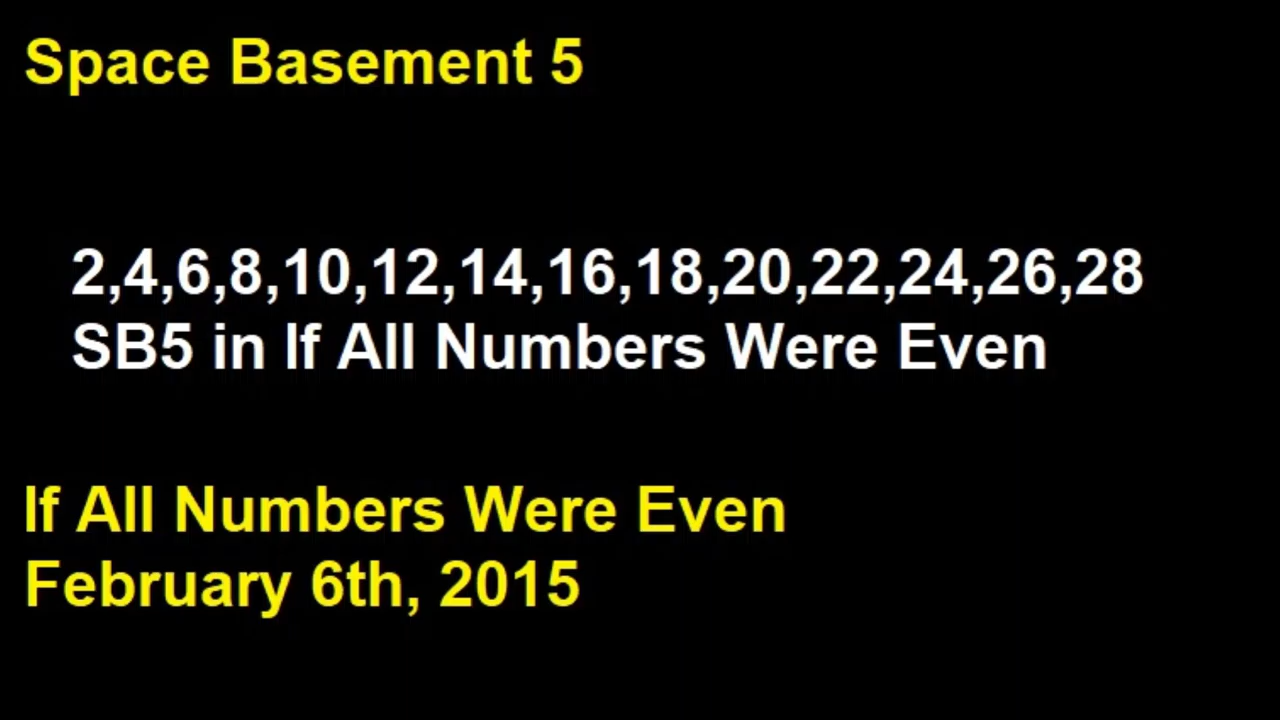 Space Basement 5
2,4,6,8,10,12,14,16,18,20,22,24,26,28
SB5 in If All Numbers Were Even
If All Numbers Were Even
February 6th, 2015